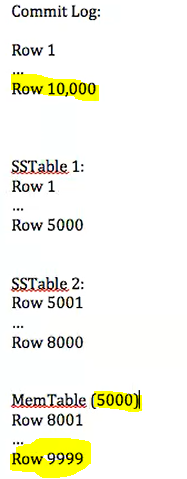 Commit Log:
Row 1
...
Row 10,000
SSTable 1:
Row 1
...
Row 5000
SSTable 2:
Row 5001
...
Row 8000
MemTable (5000)
Row 8001
...
Row 9999